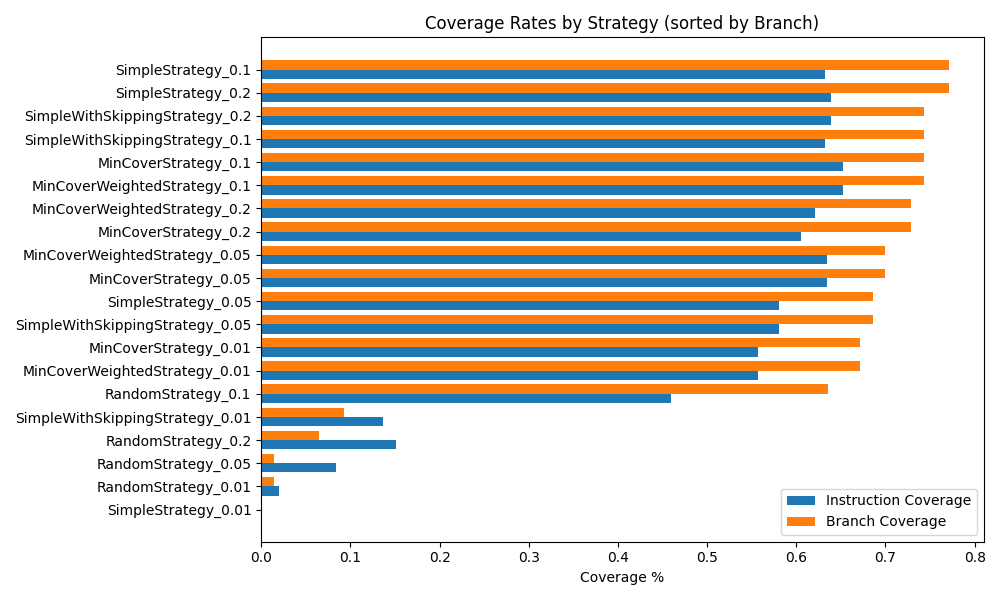 Coverage Rates by Strategy (sorted by Branch)
SimpleStrategy_0.1
SimpleStrategy_0.2
SimpleWithSkippingStrategy_0.2
SimpleWithSkippingStrategy_0.1
MinCoverStrategy_0.1
MinCoverWeightedStrategy_0.1
MinCoverWeightedStrategy_0.2
MinCoverStrategy_0.2
MinCoverWeightedStrategy_0.05
MinCoverStrategy_0.05
SimpleStrategy_0.05
SimpleWithSkippingStrategy_0.05
MinCoverStrategy_0.01
MinCoverWeightedStrategy_0.01
RandomStrategy_0.1
SimpleWithSkippingStrategy_0.01
RandomStrategy_0.2
RandomStrategy_0.05
RandomStrategy_0.01
SimpleStrategy_0.01
Instruction Coverage
Branch Coverage
0.0 0.1 0.2 0.3 0.4 0.5 0.6 0.7 0.8
Coverage %